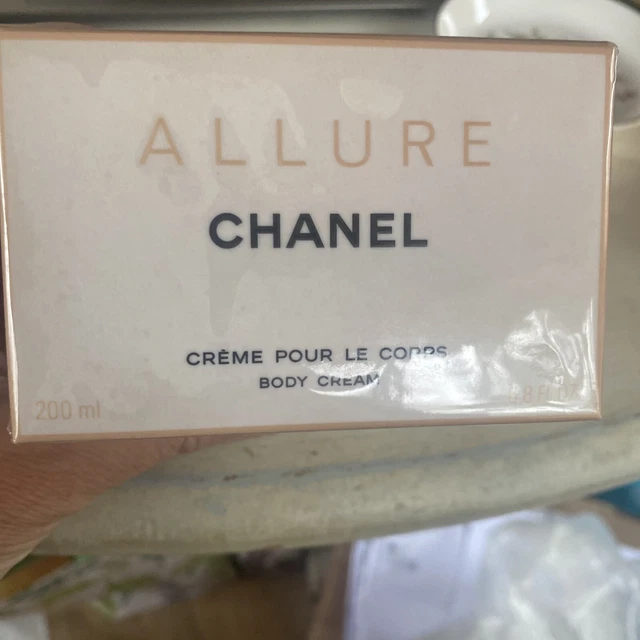 ALLURE
CHANEL
CRÈME POUR LE CORPS
BODY CREAM
200 ml